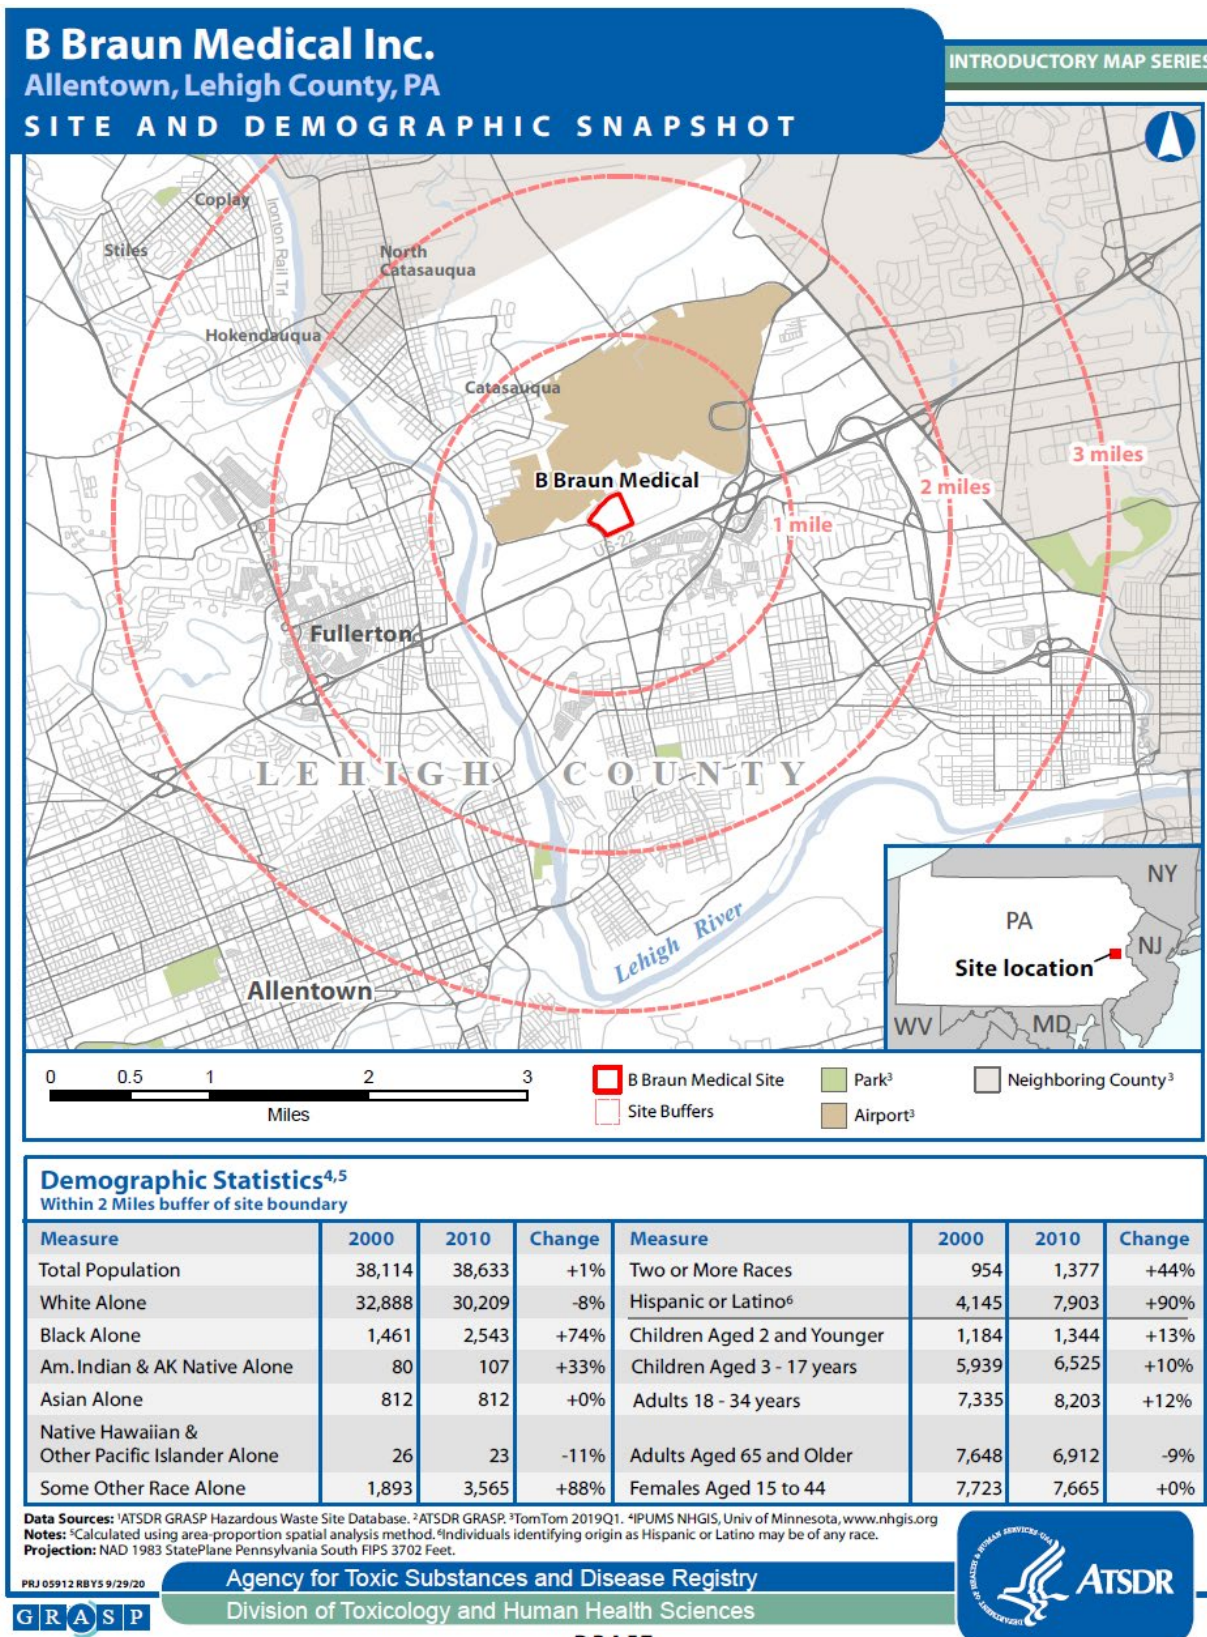 B Braun Medical Inc.
Allentown, Lehigh County, PA
SITE AND DEMOGRAPHIC SNAPSHOT
INTRODUCTORY MAP SERIES
Coplay
Ironton Rail Trl
Stiles
North
Catasauqua
Hokendauqua
Catasauqua
B Braun Medical
3 miles
2 miles
1 mile
US-22
Fullerton
LEHIGH COUNTY
Lehigh River
Allentown
NY
PA
NJ
Site location
WV
MD
0 0.5 1 2 3
Miles
B Braun Medical Site
Site Buffers
Park³
Airport³
Neighboring County³
Demographic Statistics⁴,⁵
Within 2 Miles buffer of site boundary
Measure 2000 2010 Change Measure 2000 2010 Change
Total Population 38,114 38,633 +1% Two or More Races 954 1,377 +44%
White Alone 32,888 30,209 -8% Hispanic or Latino⁶ 4,145 7,903 +90%
Black Alone 1,461 2,543 +74% Children Aged 2 and Younger 1,184 1,344 +13%
Am. Indian & AK Native Alone 80 107 +33% Children Aged 3 - 17 years 5,939 6,525 +10%
Asian Alone 812 812 +0% Adults 18 - 34 years 7,335 8,203 +12%
Native Hawaiian &
Other Pacific Islander Alone 26 23 -11% Adults Aged 65 and Older 7,648 6,912 -9%
Some Other Race Alone 1,893 3,565 +88% Females Aged 15 to 44 7,723 7,665 +0%
Data Sources: ¹ATSDR GRASP Hazardous Waste Site Database. ²ATSDR GRASP. ³TomTom 2019Q1. ⁴IPUMS NHGIS, Univ of Minnesota, www.nhgis.org
Notes: ⁵Calculated using area-proportion spatial analysis method. ⁶Individuals identifying origin as Hispanic or Latino may be of any race.
Projection: NAD 1983 StatePlane Pennsylvania South FIPS 3702 Feet.
PRJ 05912 RBY5 9/29/20
Agency for Toxic Substances and Disease Registry
Division of Toxicology and Human Health Sciences
GRASP
DEPARTMENT OF HEALTH & HUMAN SERVICES·USA
ATSDR